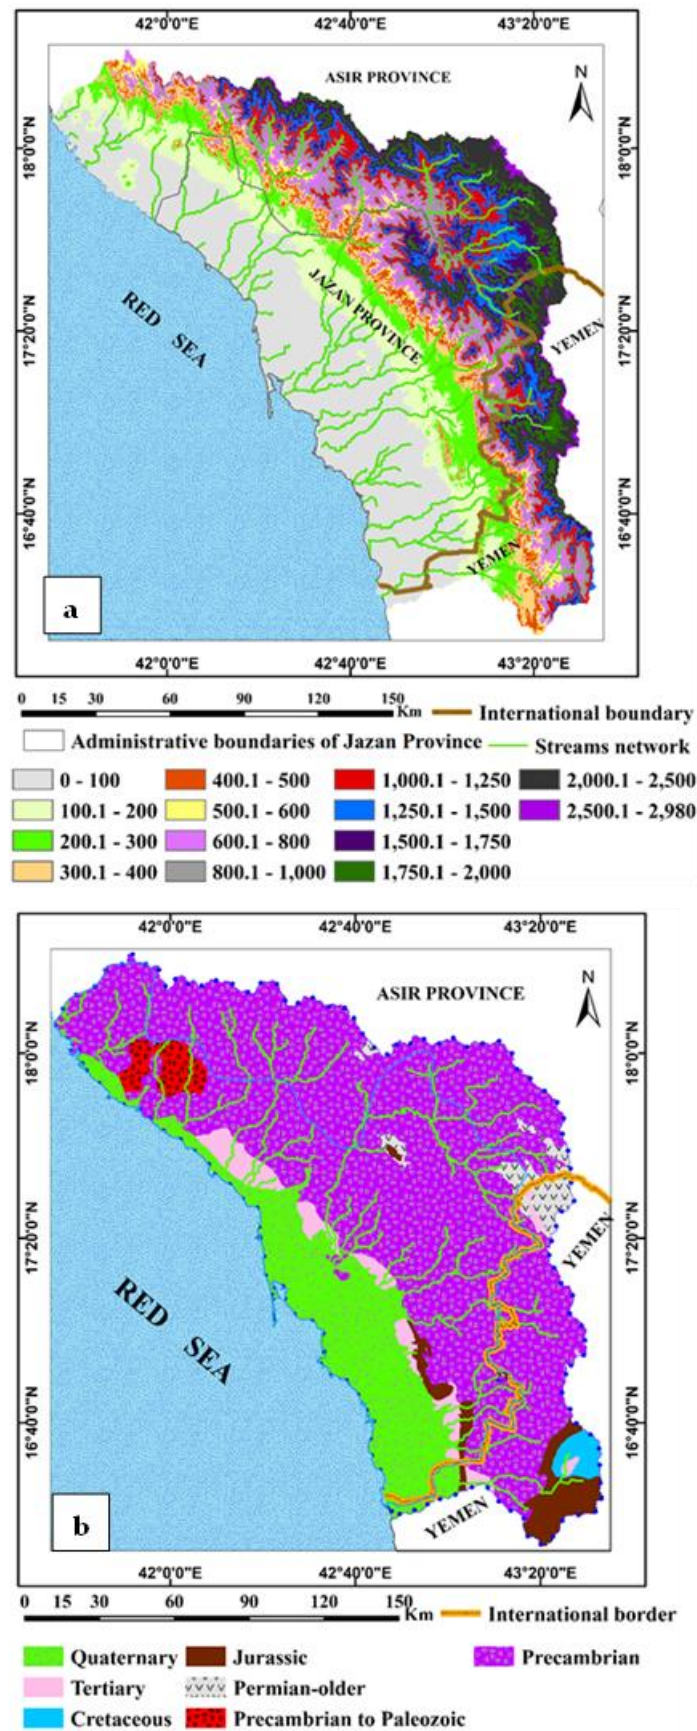 42°0'0"E 42°40'0"E 43°20'0"E
ASIR PROVINCE
N
18°0'0"N 18°0'0"N
JAZAN PROVINCE
RED SEA
17°20'0"N 17°20'0"N
YEMEN
16°40'0"N 16°40'0"N
YEMEN
a
42°0'0"E 42°40'0"E 43°20'0"E
0 15 30 60 90 120 150
Km International boundary
Administrative boundaries of Jazan Province Streams network
0 - 100 400.1 - 500 1,000.1 - 1,250 2,000.1 - 2,500
100.1 - 200 500.1 - 600 1,250.1 - 1,500 2,500.1 - 2,980
200.1 - 300 600.1 - 800 1,500.1 - 1,750
300.1 - 400 800.1 - 1,000 1,750.1 - 2,000
42°0'0"E 42°40'0"E 43°20'0"E
ASIR PROVINCE
N
18°0'0"N 18°0'0"N
17°20'0"N 17°20'0"N
YEMEN
RED SEA
16°40'0"N 16°40'0"N
YEMEN
b
42°0'0"E 42°40'0"E 43°20'0"E
0 15 30 60 90 120 150
Km International border
Quaternary Jurassic Precambrian
Tertiary Permian-older
Cretaceous Precambrian to Paleozoic